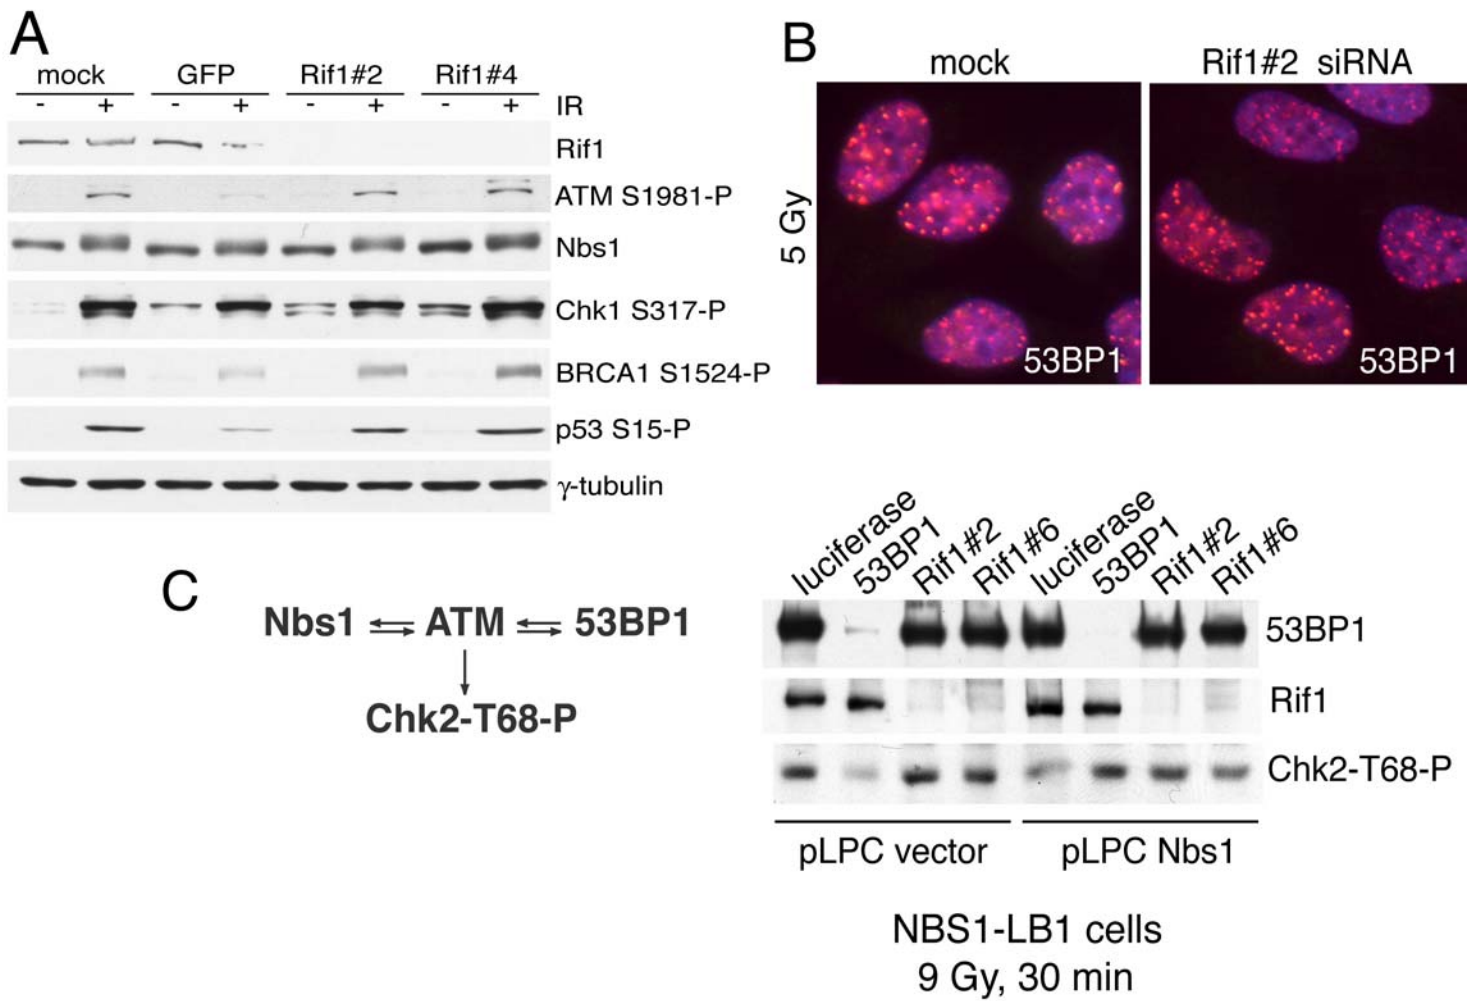 A
mock GFP Rif1#2 Rif1#4
- + - + - + - + IR
Rif1
ATM S1981-P
Nbs1
Chk1 S317-P
BRCA1 S1524-P
p53 S15-P
γ-tubulin
B
mock Rif1#2 siRNA
5 Gy
53BP1 53BP1
C
Nbs1 ATM 53BP1
Chk2-T68-P
luciferase 53BP1 Rif1#2 Rif1#6 luciferase 53BP1 Rif1#2 Rif1#6
53BP1
Rif1
Chk2-T68-P
pLPC vector pLPC Nbs1
NBS1-LB1 cells
9 Gy, 30 min